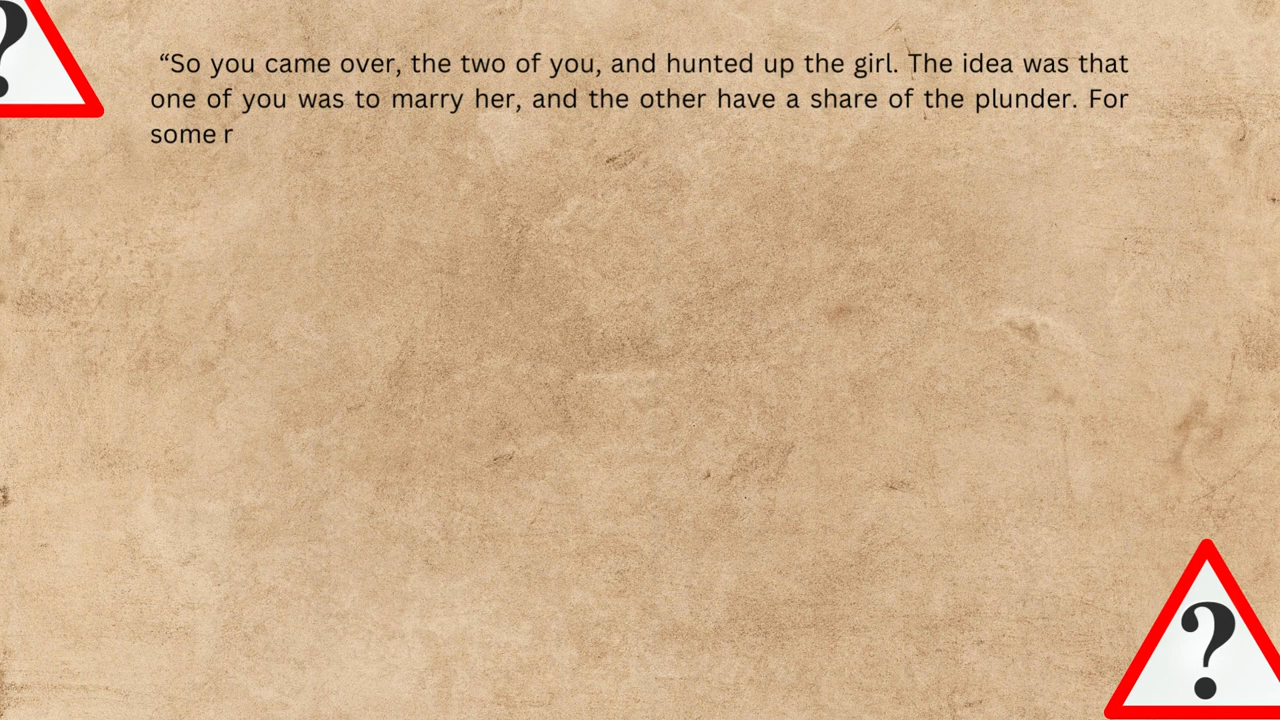 ?
“So you came over, the two of you, and hunted up the girl. The idea was that
one of you was to marry her, and the other have a share of the plunder. For
some r
?